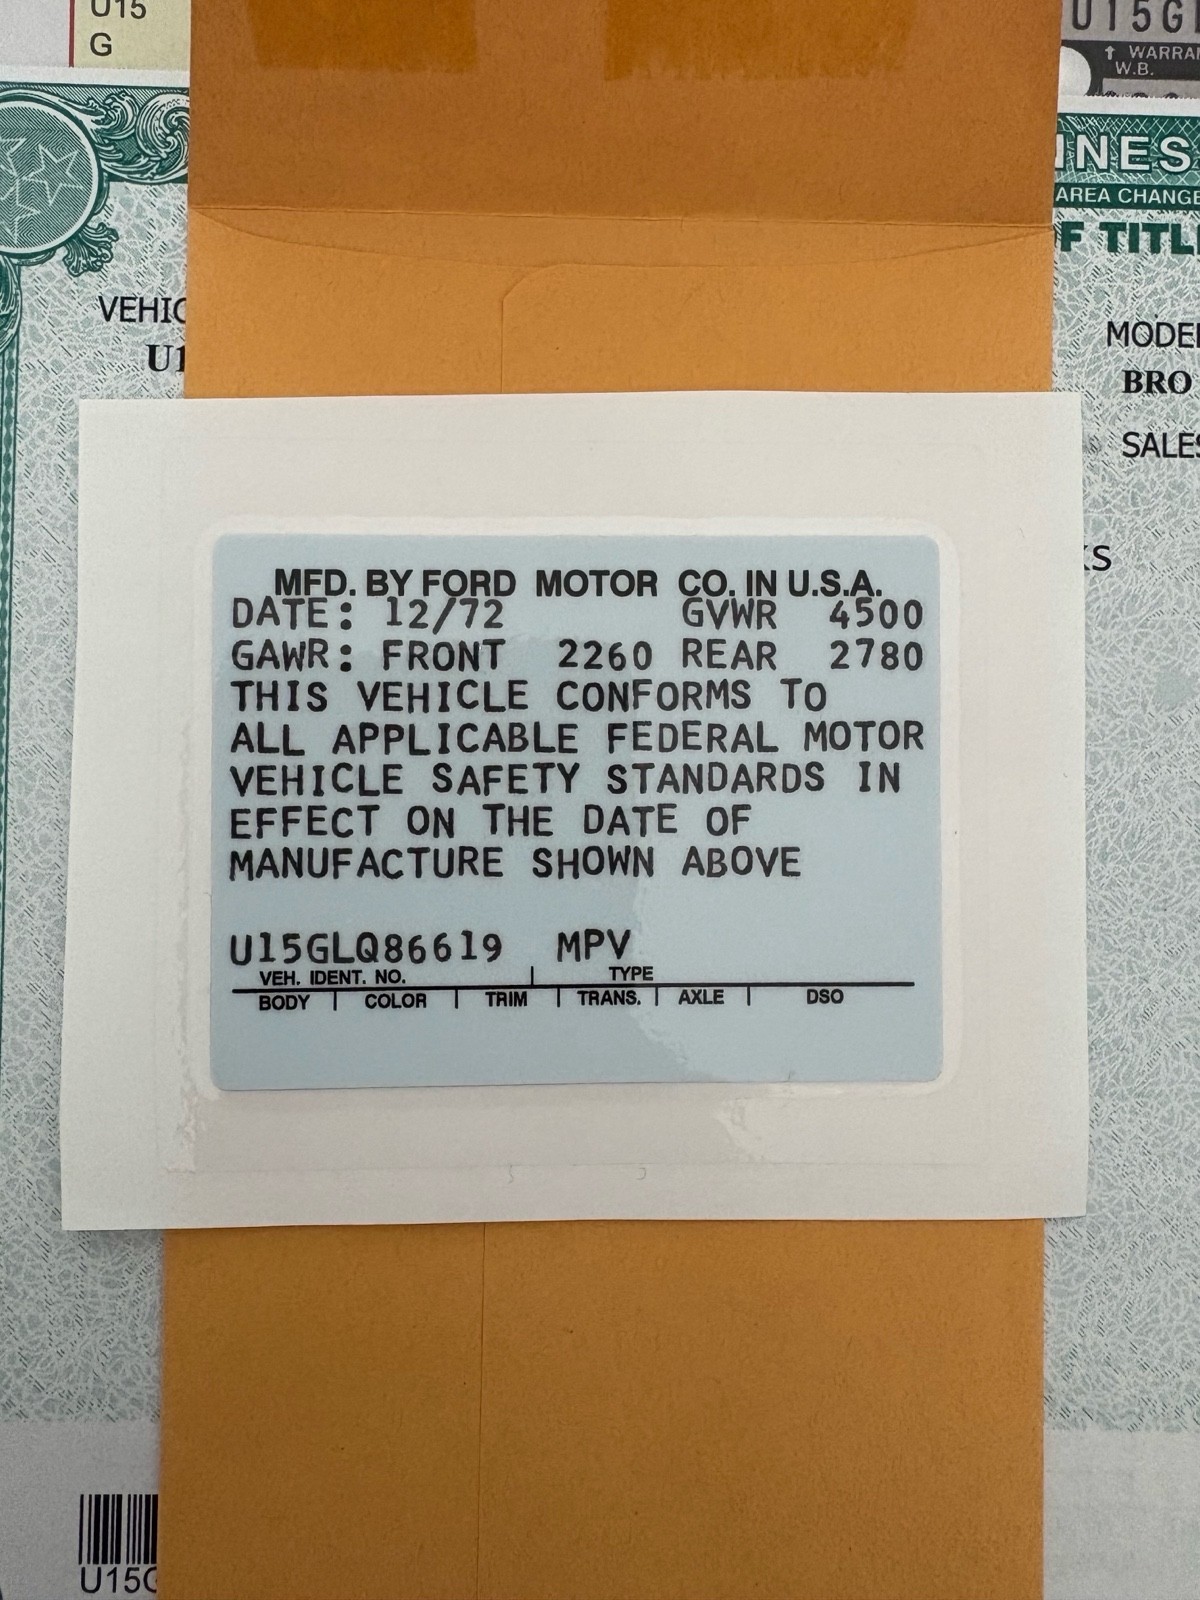 U15
G
U15G
↑ WARRA
W.B.
NES
AREA CHANGE
F TITL
VEHIC
U1
MODE
BRO
SALES
KS
MFD. BY FORD MOTOR CO. IN U.S.A.
DATE: 12/72 GVWR 4500
GAWR: FRONT 2260 REAR 2780
THIS VEHICLE CONFORMS TO
ALL APPLICABLE FEDERAL MOTOR
VEHICLE SAFETY STANDARDS IN
EFFECT ON THE DATE OF
MANUFACTURE SHOWN ABOVE
U15GLQ86619 MPV
VEH. IDENT. NO. | TYPE
BODY | COLOR | TRIM | TRANS. | AXLE | DSO
U15G